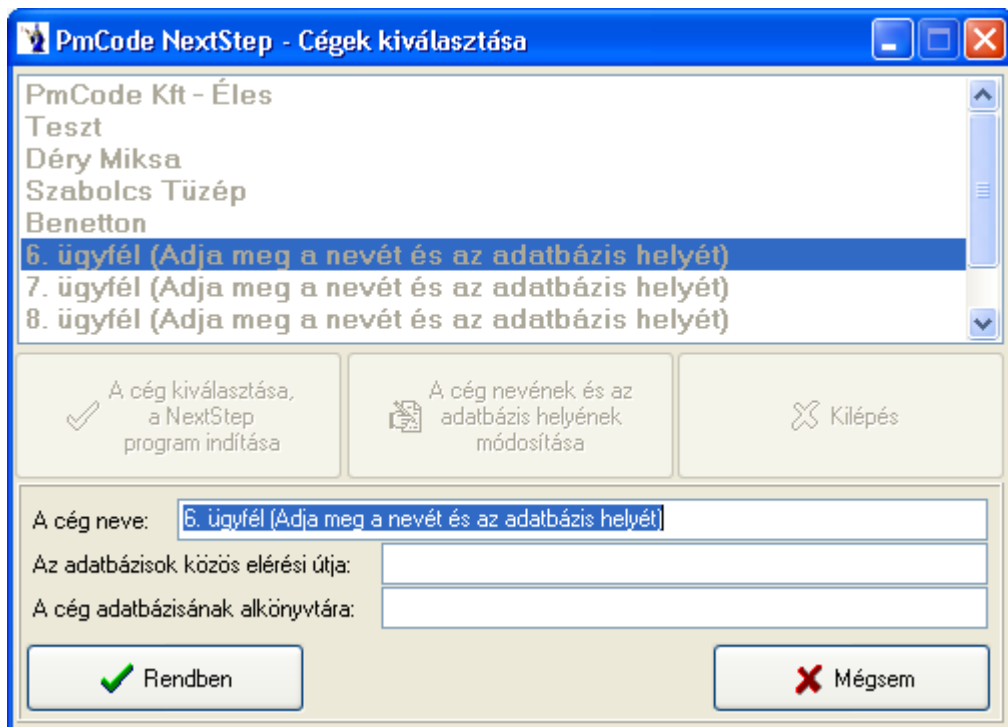 PmCode NextStep - Cégek kiválasztása
PmCode Kft - Éles
Teszt
Déry Miksa
Szabolcs Tüzép
Benetton
6. ügyfél (Adja meg a nevét és az adatbázis helyét)
7. ügyfél (Adja meg a nevét és az adatbázis helyét)
8. ügyfél (Adja meg a nevét és az adatbázis helyét)
A cég kiválasztása,
a NextStep
program indítása
A cég nevének és az
adatbázis helyének
módosítása
Kilépés
A cég neve: 6. ügyfél (Adja meg a nevét és az adatbázis helyét)
Az adatbázisok közös elérési útja:
A cég adatbázisának alkönyvtára:
Rendben
Mégsem